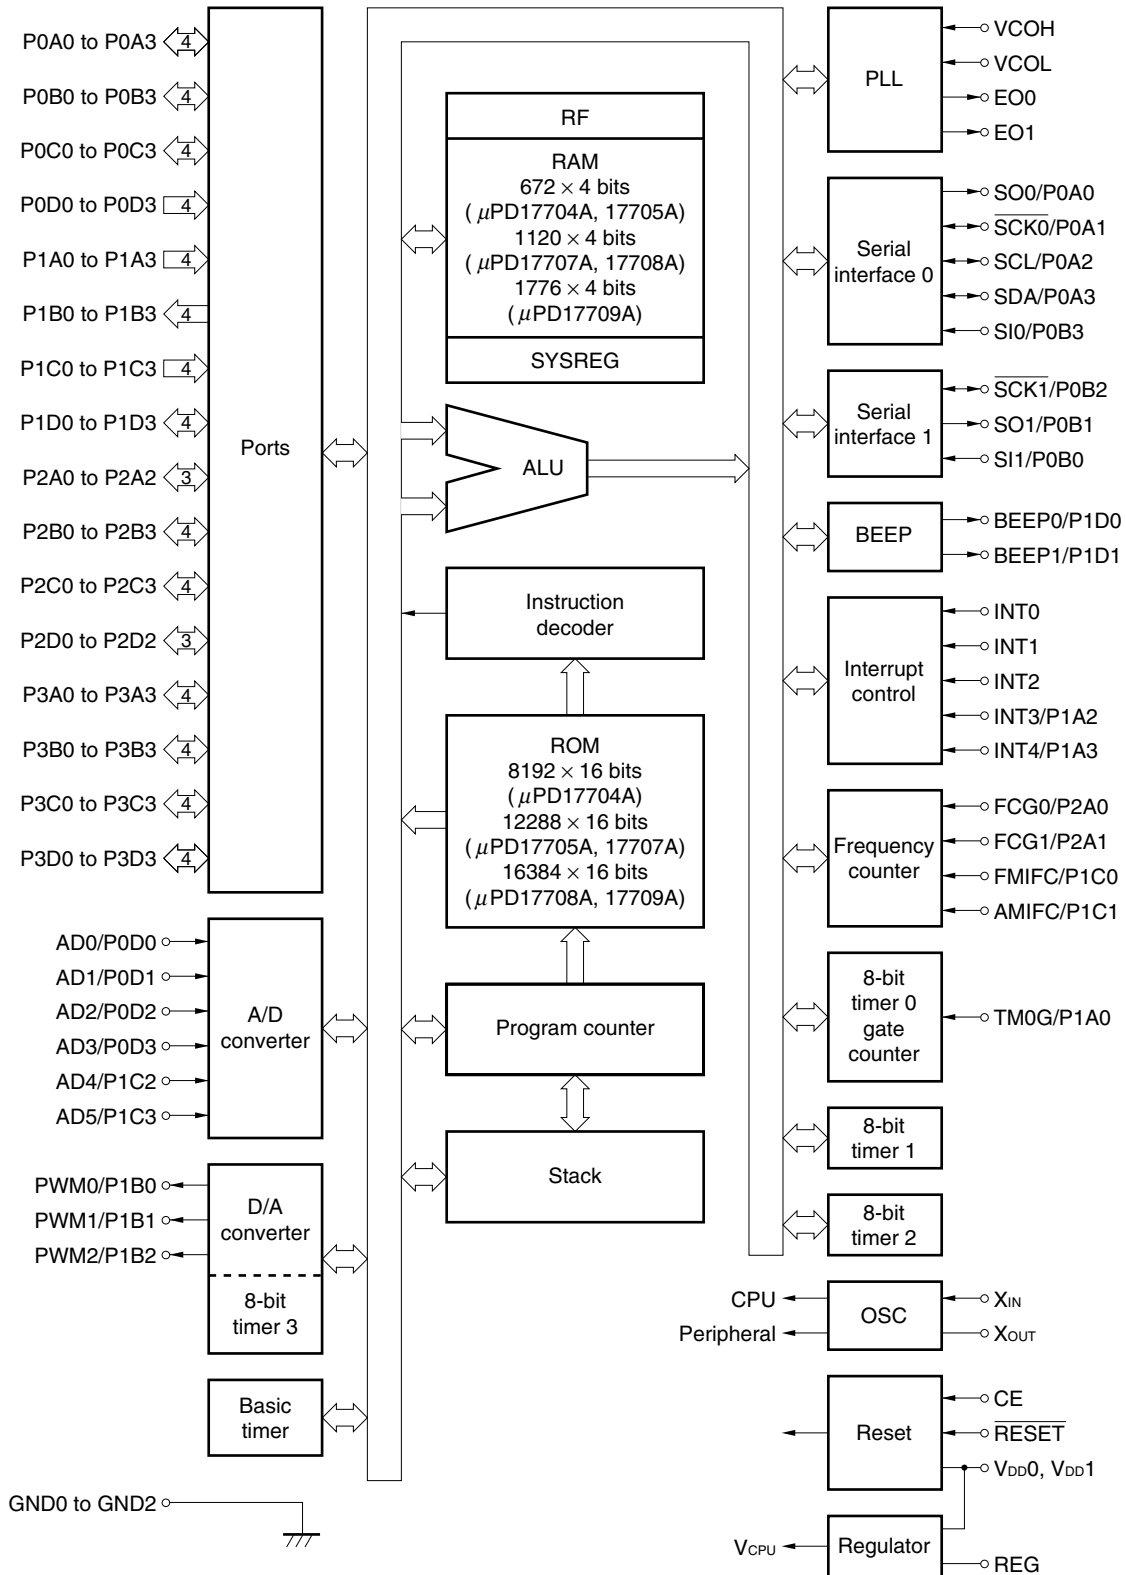 P0A0 to P0A3
4
P0B0 to P0B3
4
P0C0 to P0C3
4
P0D0 to P0D3
4
P1A0 to P1A3
4
P1B0 to P1B3
4
P1C0 to P1C3
4
P1D0 to P1D3
4
P2A0 to P2A2
3
P2B0 to P2B3
4
P2C0 to P2C3
4
P2D0 to P2D2
3
P3A0 to P3A3
4
P3B0 to P3B3
4
P3C0 to P3C3
4
P3D0 to P3D3
4
Ports
AD0/P0D0
AD1/P0D1
AD2/P0D2
AD3/P0D3
AD4/P1C2
AD5/P1C3
A/D
converter
PWM0/P1B0
PWM1/P1B1
PWM2/P1B2
D/A
converter
8-bit
timer 3
Basic
timer
GND0 to GND2
RF
RAM
672 × 4 bits
(μPD17704A, 17705A)
1120 × 4 bits
(μPD17707A, 17708A)
1776 × 4 bits
(μPD17709A)
SYSREG
ALU
Instruction
decoder
ROM
8192 × 16 bits
(μPD17704A)
12288 × 16 bits
(μPD17705A, 17707A)
16384 × 16 bits
(μPD17708A, 17709A)
Program counter
Stack
PLL
VCOH
VCOL
EO0
EO1
Serial
interface 0
SO0/P0A0
S̅C̅K̅0̅/P0A1
SCL/P0A2
SDA/P0A3
SI0/P0B3
Serial
interface 1
S̅C̅K̅1̅/P0B2
SO1/P0B1
SI1/P0B0
BEEP
BEEP0/P1D0
BEEP1/P1D1
Interrupt
control
INT0
INT1
INT2
INT3/P1A2
INT4/P1A3
Frequency
counter
FCG0/P2A0
FCG1/P2A1
FMIFC/P1C0
AMIFC/P1C1
8-bit
timer 0
gate
counter
TM0G/P1A0
8-bit
timer 1
8-bit
timer 2
CPU
Peripheral
OSC
XIN
XOUT
Reset
CE
R̅E̅S̅E̅T̅
VDD0, VDD1
VCPU
Regulator
REG